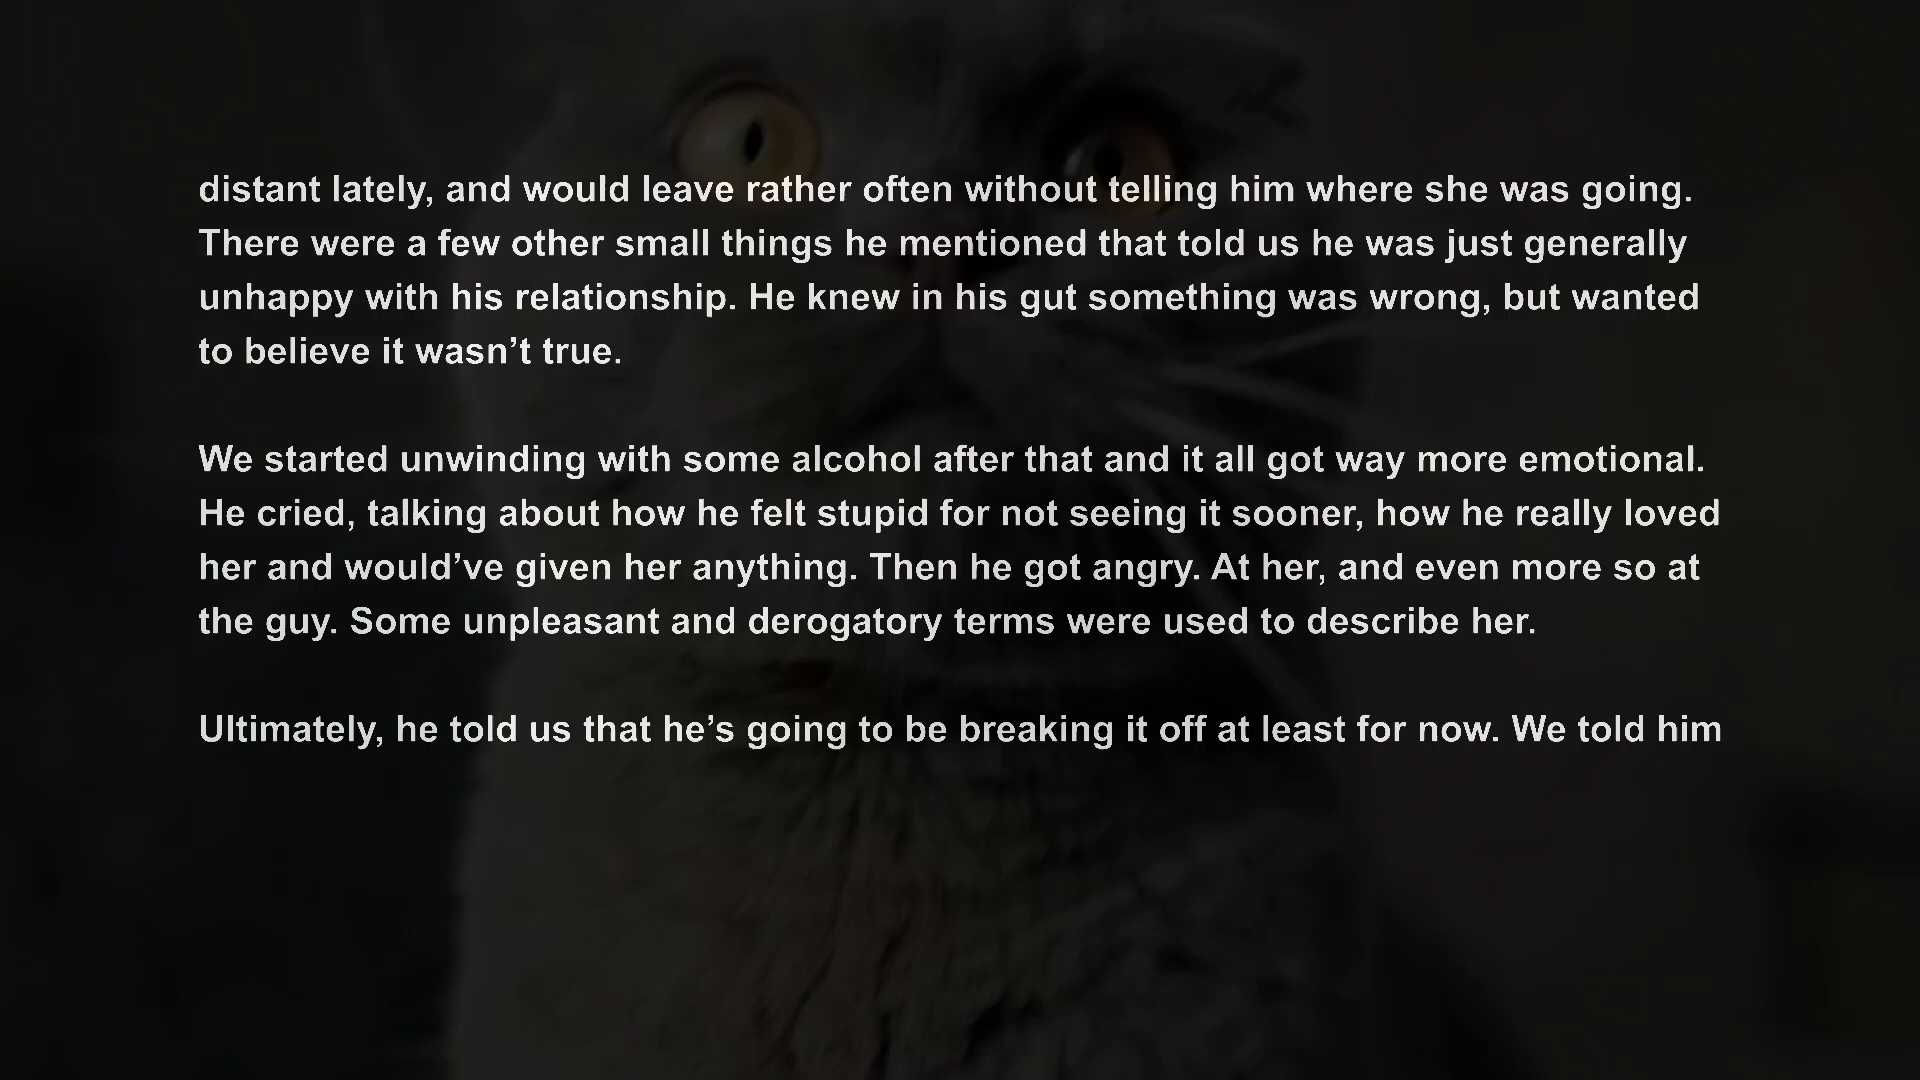 distant lately, and would leave rather often without telling him where she was going.
There were a few other small things he mentioned that told us he was just generally
unhappy with his relationship. He knew in his gut something was wrong, but wanted
to believe it wasn’t true.
We started unwinding with some alcohol after that and it all got way more emotional.
He cried, talking about how he felt stupid for not seeing it sooner, how he really loved
her and would’ve given her anything. Then he got angry. At her, and even more so at
the guy. Some unpleasant and derogatory terms were used to describe her.
Ultimately, he told us that he’s going to be breaking it off at least for now. We told him